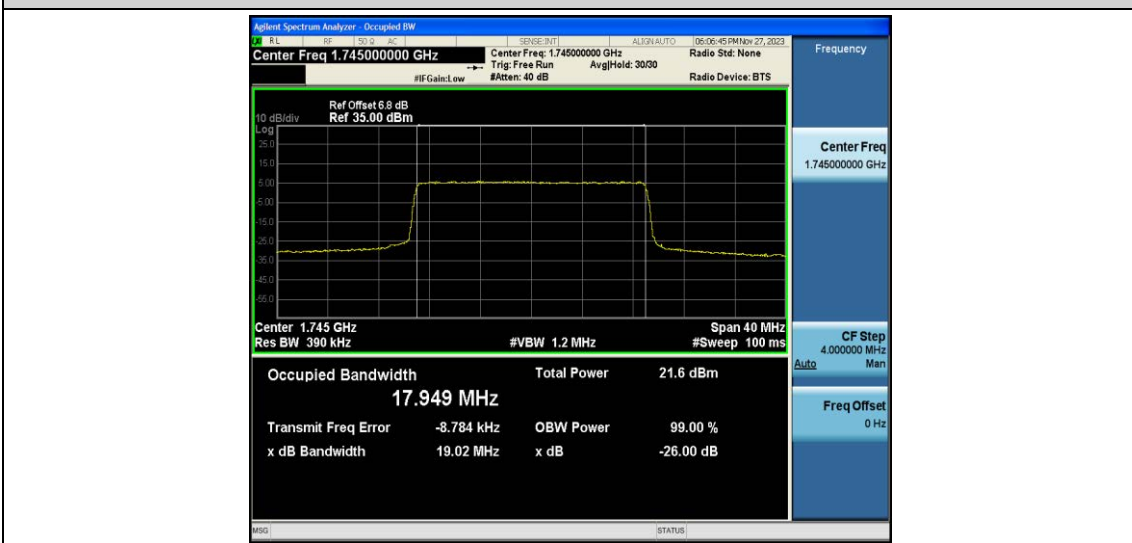 Agilent Spectrum Analyzer - Occupied BW
RL RF 50 Ω AC SENSE:INT ALIGN AUTO 06:06:45 PM Nov 27, 2023
Center Freq 1.745000000 GHz
Center Freq: 1.745000000 GHz
Radio Std: None
Trig: Free Run Avg|Hold: 30/30
#IFGain:Low #Atten: 40 dB
Radio Device: BTS
Frequency
Ref Offset 6.8 dB
10 dB/div Ref 35.00 dBm
Log
25.0
15.0
5.00
-5.00
-15.0
-25.0
-35.0
-45.0
-55.0
Center 1.745 GHz Span 40 MHz
Res BW 390 kHz #VBW 1.2 MHz #Sweep 100 ms
Occupied Bandwidth Total Power 21.6 dBm
17.949 MHz
Transmit Freq Error -8.784 kHz OBW Power 99.00 %
x dB Bandwidth 19.02 MHz x dB -26.00 dB
Center Freq
1.745000000 GHz
CF Step
4.000000 MHz
Auto Man
Freq Offset
0 Hz
MSG STATUS